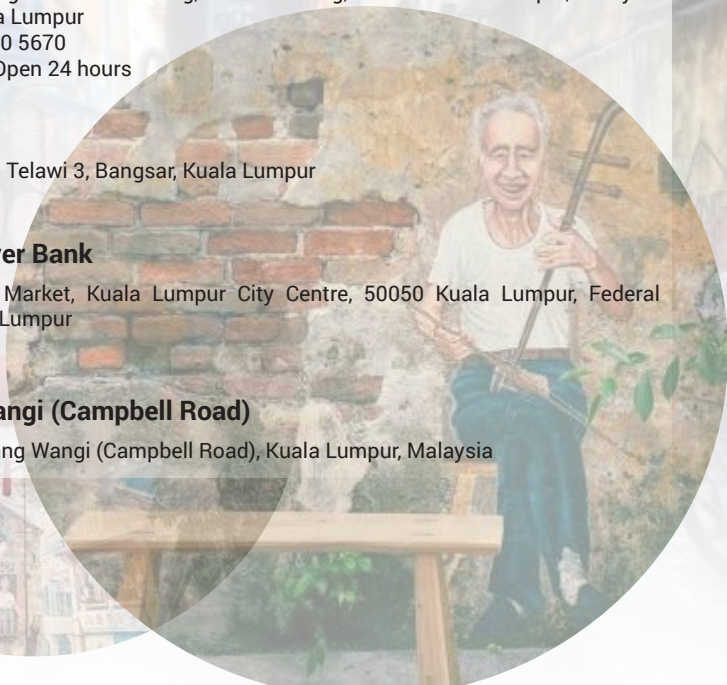 a Lumpur
0 5670
Open 24 hours
Telawi 3, Bangsar, Kuala Lumpur
er Bank
Market, Kuala Lumpur City Centre, 50050 Kuala Lumpur, Federal
Lumpur
angi (Campbell Road)
ng Wangi (Campbell Road), Kuala Lumpur, Malaysia